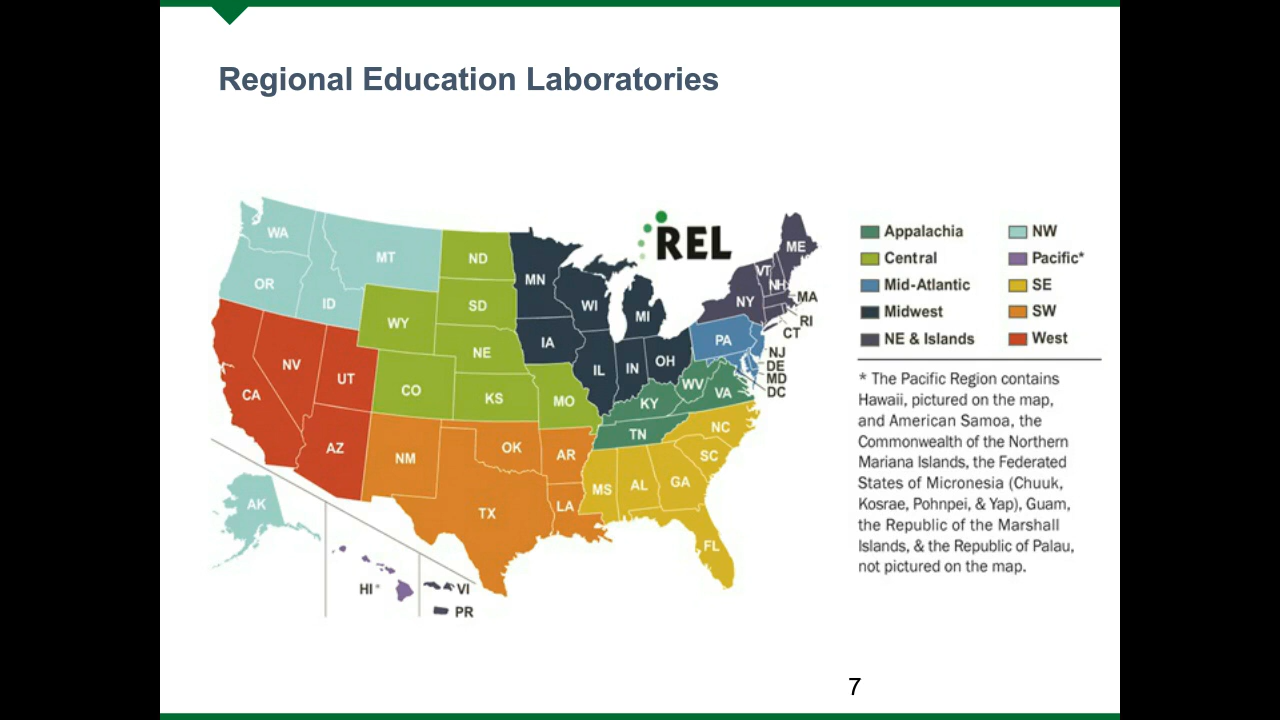 Regional Education Laboratories
REL
WA
MT
ND
MN
ME
OR
ID
SD
WI
MI
VT
NH
NY
MA
RI
CT
WY
NE
IA
PA
NJ
DE
MD
DC
NV
UT
CO
KS
MO
IL
IN
OH
WV
VA
KY
CA
AZ
NM
OK
AR
TN
NC
SC
TX
LA
MS
AL
GA
FL
AK
HI*
VI
PR
Appalachia
Central
Mid-Atlantic
Midwest
NE & Islands
NW
Pacific*
SE
SW
West
* The Pacific Region contains
Hawaii, pictured on the map,
and American Samoa, the
Commonwealth of the Northern
Mariana Islands, the Federated
States of Micronesia (Chuuk,
Kosrae, Pohnpei, & Yap), Guam,
the Republic of the Marshall
Islands, & the Republic of Palau,
not pictured on the map.
7